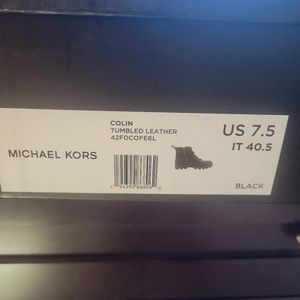 COLIN
TUMBLED LEATHER
42F0COFE6L
MICHAEL KORS
US 7.5
IT 40.5
BLACK